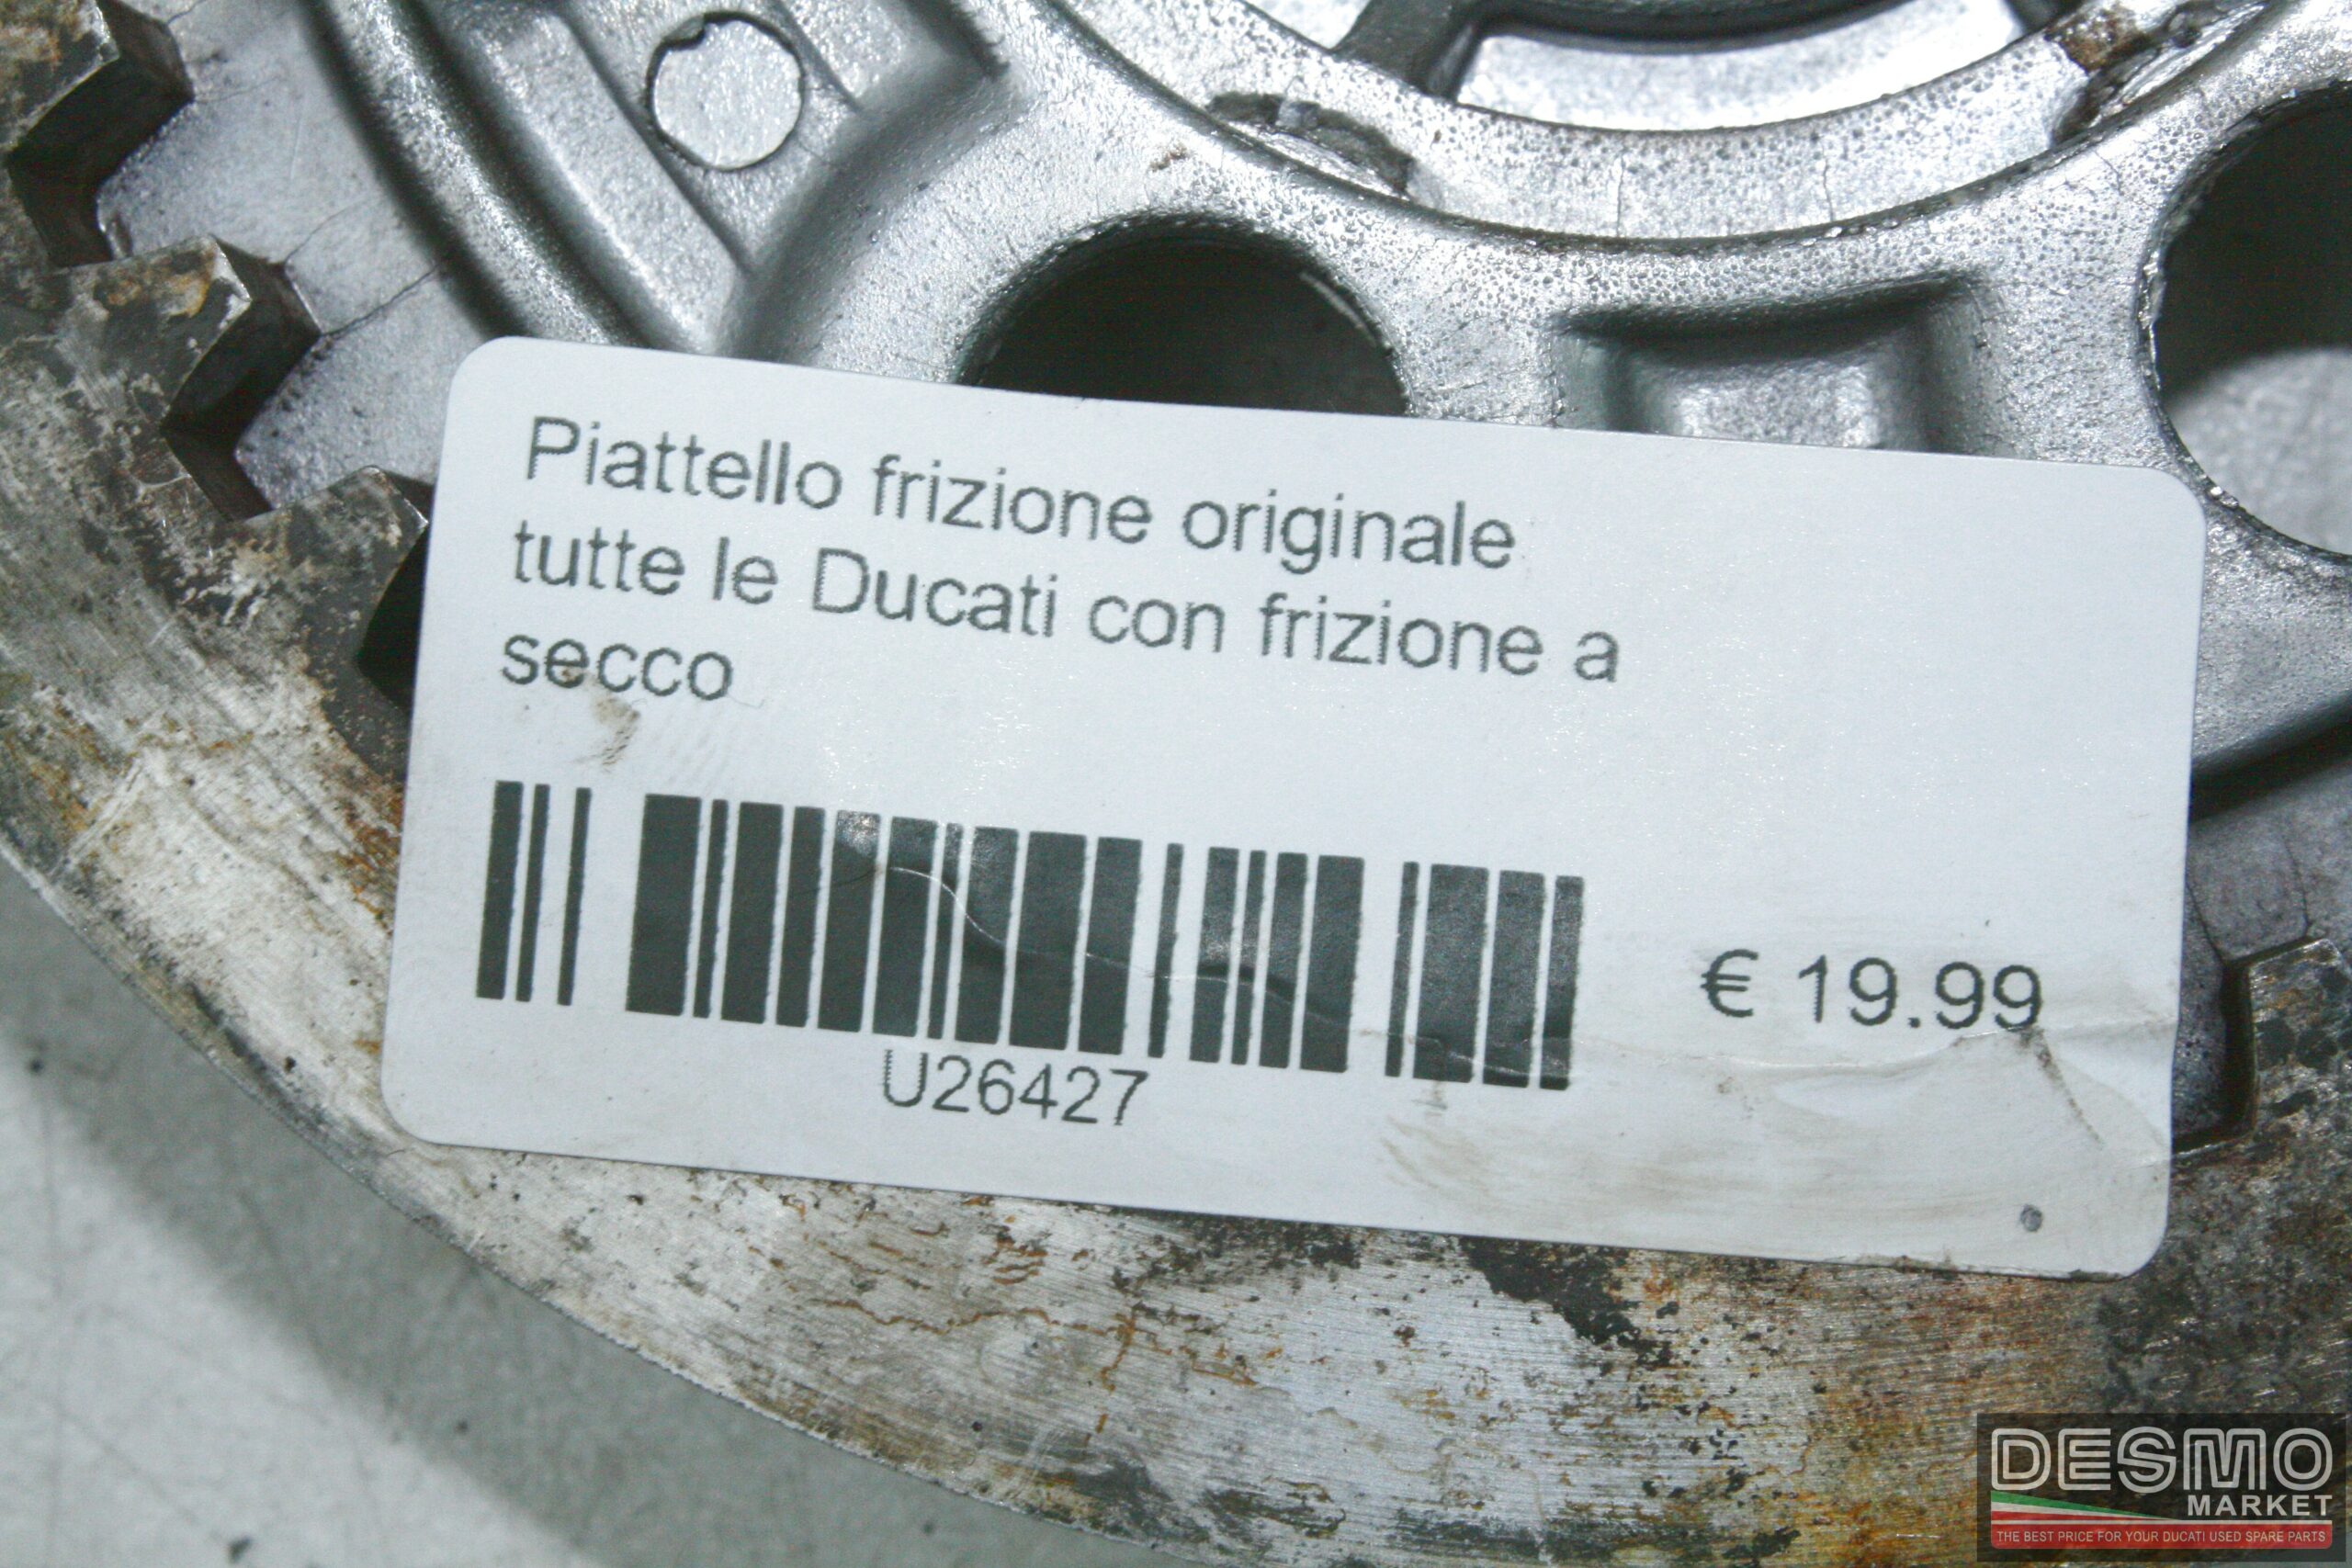 Piattello frizione originale
tutte le Ducati con frizione a
secco
€ 19.99
U26427
DESMO
MARKET
THE BEST PRICE FOR YOUR DUCATI USED SPARE PARTS